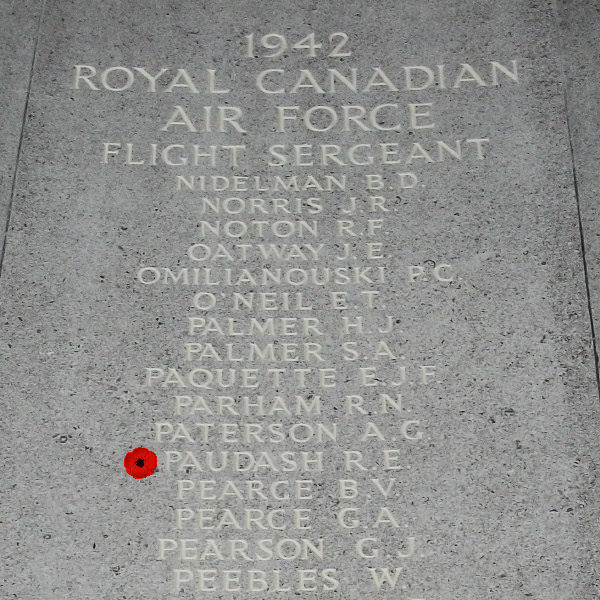 1942
ROYAL CANADIAN
AIR FORCE
FLIGHT SERGEANT
NIDELMAN B.D.
NORRIS J.R.
NOTON R.F.
OATWAY J.E.
OMILIANOUSKI P.C.
O'NEIL E.T.
PALMER H.J.
PALMER S.A.
PAQUETTE E.J.F.
PARHAM R.N.
PATERSON A.G.
PAUDASH R.E.
PEARCE B.V.
PEARCE G.A.
PEARSON G.J.
PEEBLES W.